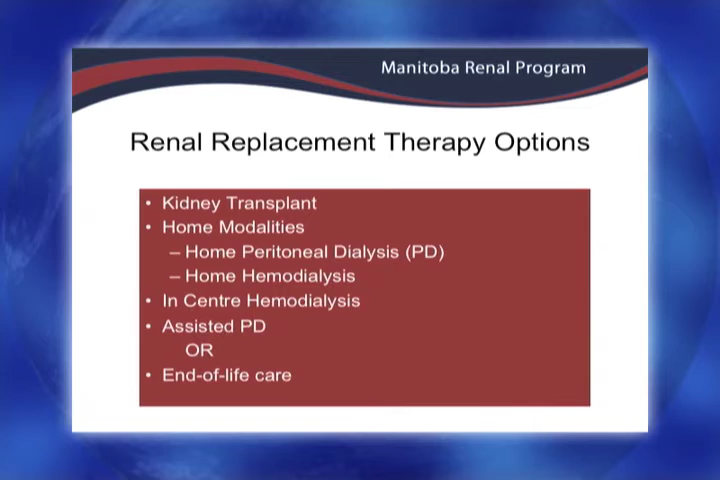 Manitoba Renal Program
Renal Replacement Therapy Options
• Kidney Transplant
• Home Modalities
– Home Peritoneal Dialysis (PD)
– Home Hemodialysis
• In Centre Hemodialysis
• Assisted PD
OR
• End-of-life care